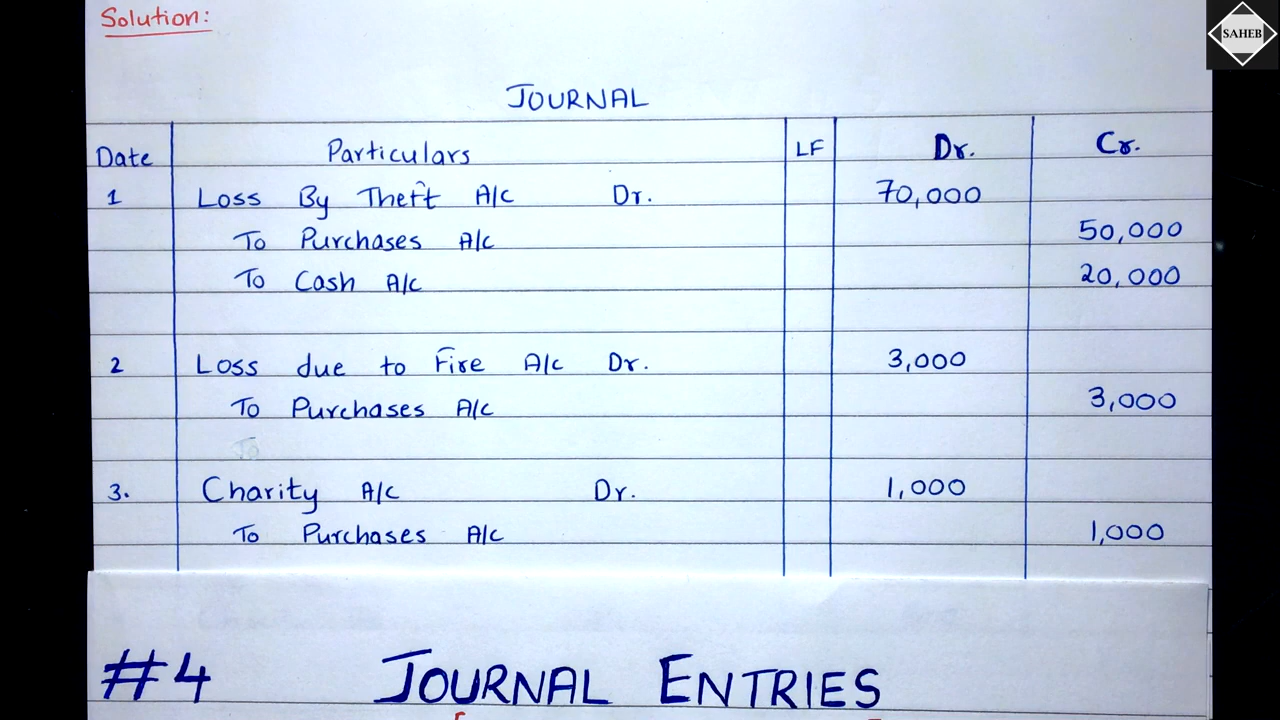 Solution:
SAHEB
JOURNAL
Date Particulars LF Dr. Cr.
1 Loss By Theft A/c Dr. 70,000
To Purchases A/c 50,000
To Cash A/c 20,000
2 Loss due to Fire A/c Dr. 3,000
To Purchases A/c 3,000
To
3. Charity A/c Dr. 1,000
To Purchases A/c 1,000
#4 JOURNAL ENTRIES